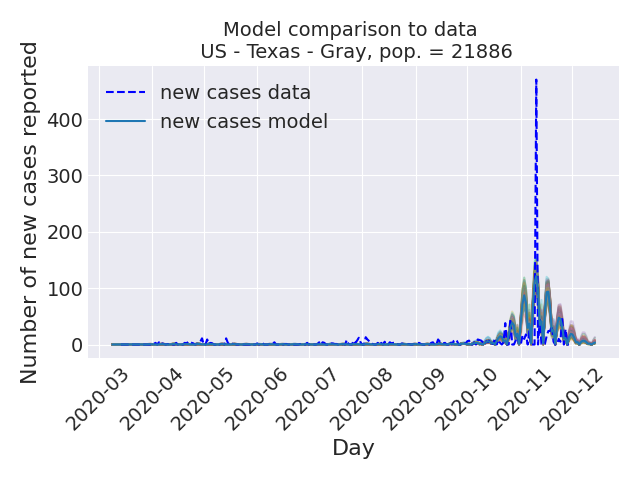 Model comparison to data
US - Texas - Gray, pop. = 21886
Number of new cases reported
new cases data
new cases model
400
300
200
100
0
2020-03
2020-04
2020-05
2020-06
2020-07
2020-08
2020-09
2020-10
2020-11
2020-12
Day